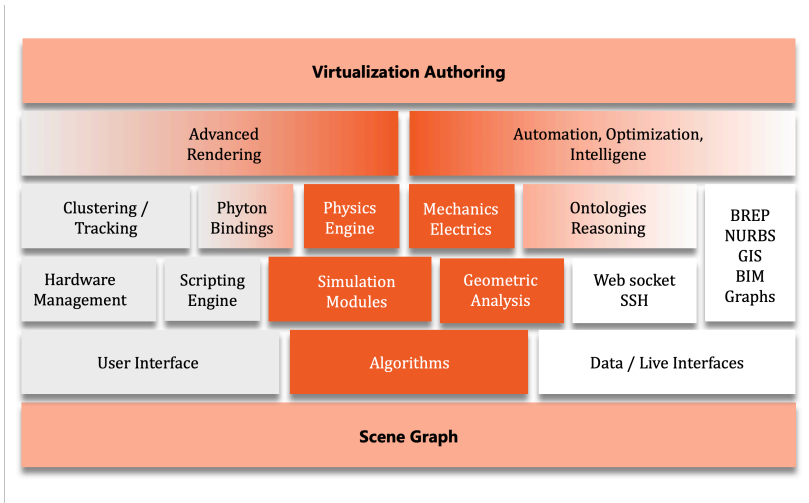 Virtualization Authoring
Advanced
Rendering
Automation, Optimization,
Intelligene
Clustering /
Tracking
Phyton
Bindings
Physics
Engine
Mechanics
Electrics
Ontologies
Reasoning
BREP
NURBS
GIS
BIM
Graphs
Hardware
Management
Scripting
Engine
Simulation
Modules
Geometric
Analysis
Web socket
SSH
User Interface
Algorithms
Data / Live Interfaces
Scene Graph